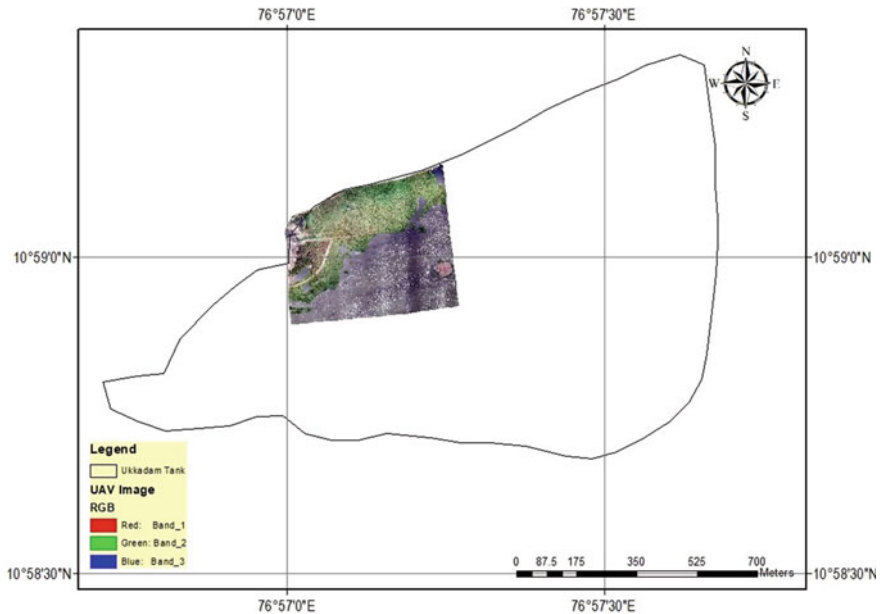 76°57'0"E 76°57'30"E
N
W E
S
10°59'0"N 10°59'0"N
Legend
Ukkadam Tank
UAV Image
RGB
Red: Band_1
Green: Band_2
Blue: Band_3
0 87.5 175 350 525 700
Meters
10°58'30"N 10°58'30"N
76°57'0"E 76°57'30"E